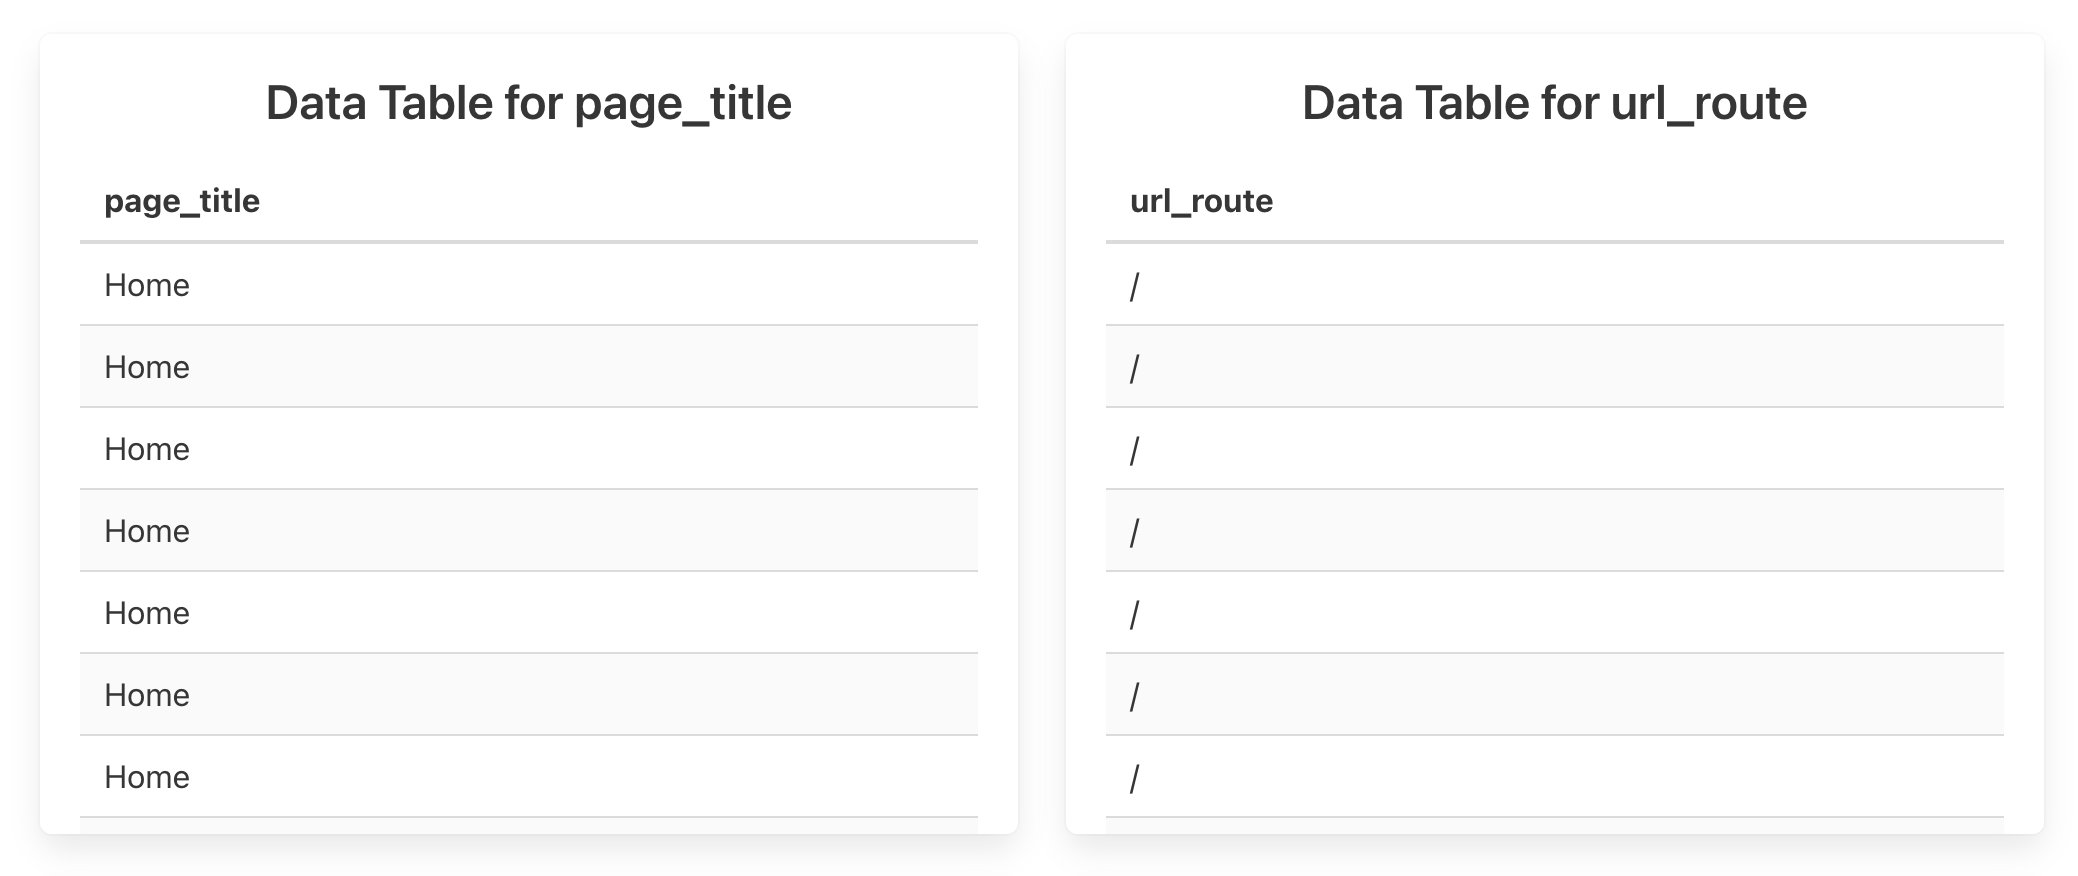 Data Table for page_title
page_title
Home
Home
Home
Home
Home
Home
Home
Data Table for url_route
url_route
/
/
/
/
/
/
/